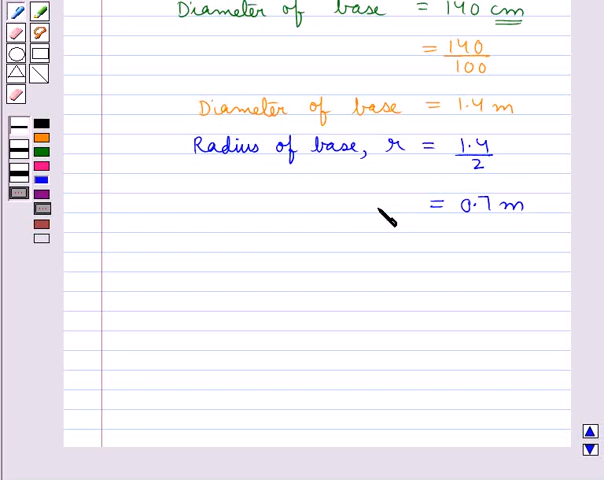 Diameter of base = 140 cm
= 140/100
Diameter of base = 1.4 m
Radius of base, r = 1.4/2
= 0.7 m